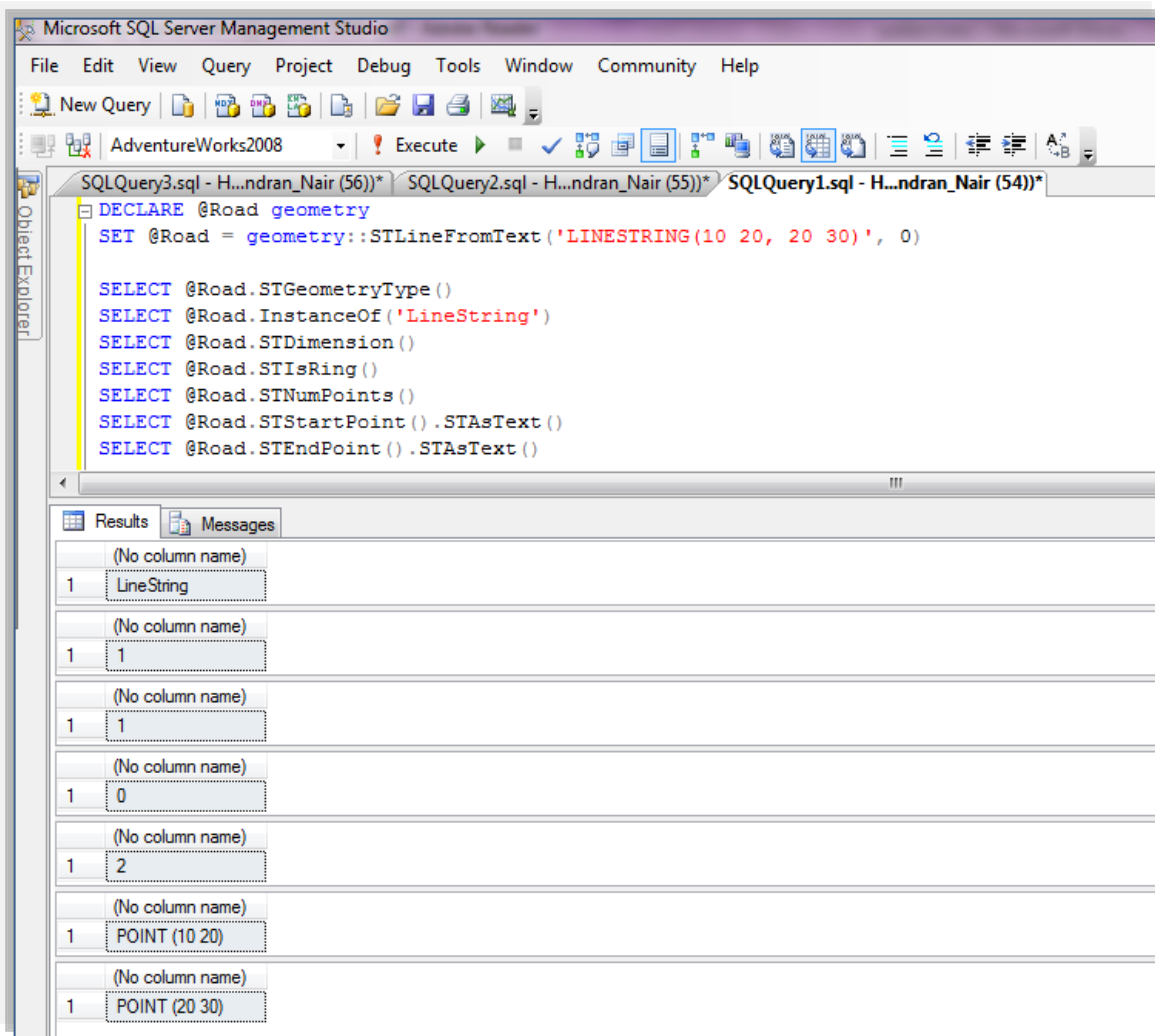 Microsoft SQL Server Management Studio
File Edit View Query Project Debug Tools Window Community Help
New Query
AdventureWorks2008 Execute
SQLQuery3.sql - H...ndran_Nair (56))* SQLQuery2.sql - H...ndran_Nair (55))* SQLQuery1.sql - H...ndran_Nair (54))*
Object Explorer
DECLARE @Road geometry
SET @Road = geometry::STLineFromText('LINESTRING(10 20, 20 30)', 0)
SELECT @Road.STGeometryType()
SELECT @Road.InstanceOf('LineString')
SELECT @Road.STDimension()
SELECT @Road.STIsRing()
SELECT @Road.STNumPoints()
SELECT @Road.STStartPoint().STAsText()
SELECT @Road.STEndPoint().STAsText()
Results Messages
(No column name)
1 LineString
(No column name)
1 1
(No column name)
1 1
(No column name)
1 0
(No column name)
1 2
(No column name)
1 POINT (10 20)
(No column name)
1 POINT (20 30)